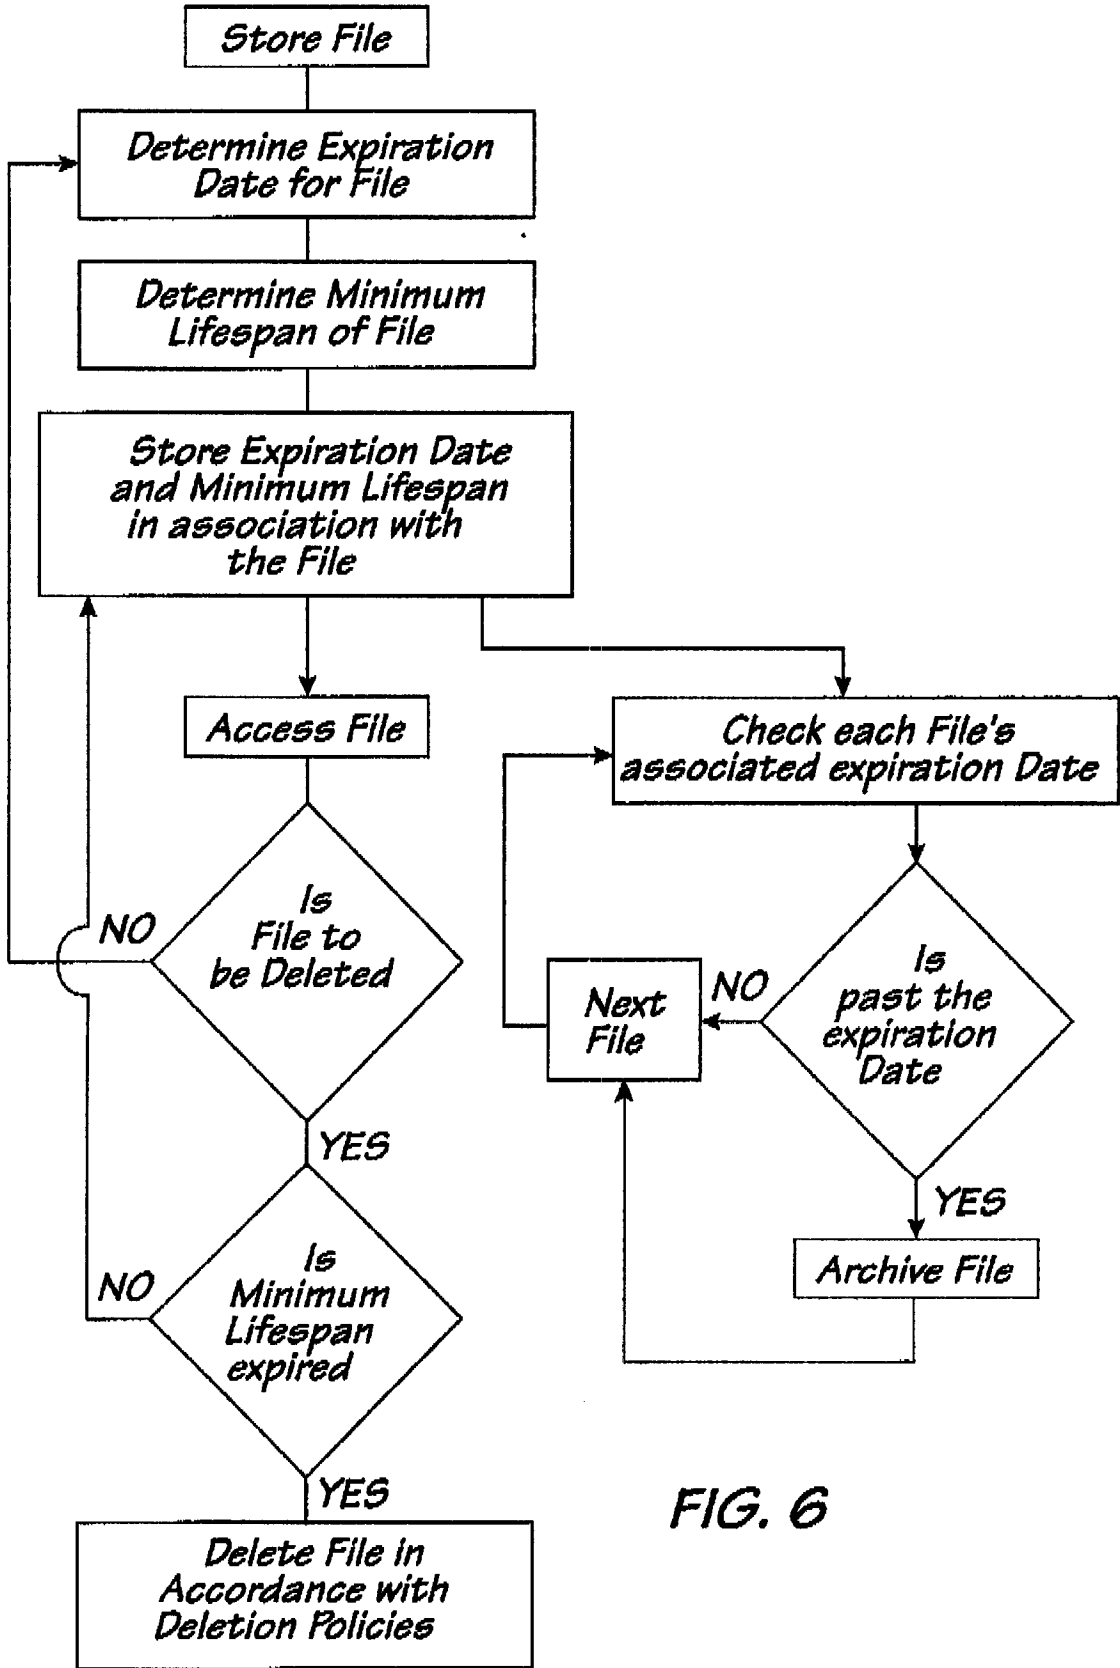 Store File
Determine Expiration
Date for File
Determine Minimum
Lifespan of File
Store Expiration Date
and Minimum Lifespan
in association with
the File
Access File
Is
File to
be Deleted
NO
YES
Is
Minimum
Lifespan
expired
NO
YES
Delete File in
Accordance with
Deletion Policies
Check each File's
associated expiration Date
Is
past the
expiration
Date
NO
Next
File
YES
Archive File
FIG. 6